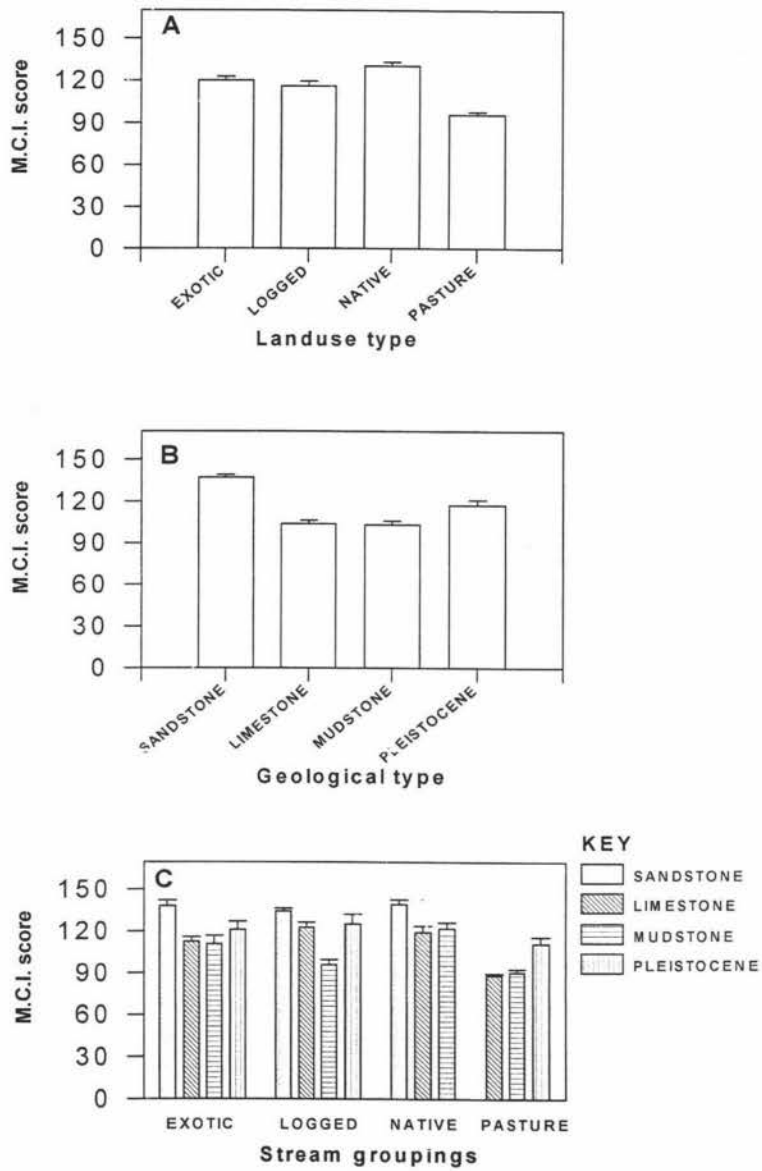 A
M.C.I. score
150
120
90
60
30
0
EXOTIC
LOGGED
NATIVE
PASTURE
Landuse type
B
M.C.I. score
150
120
90
60
30
0
SANDSTONE
LIMESTONE
MUDSTONE
PLEISTOCENE
Geological type
C
M.C.I. score
150
120
90
60
30
0
EXOTIC LOGGED NATIVE PASTURE
Stream groupings
KEY
SANDSTONE
LIMESTONE
MUDSTONE
PLEISTOCENE